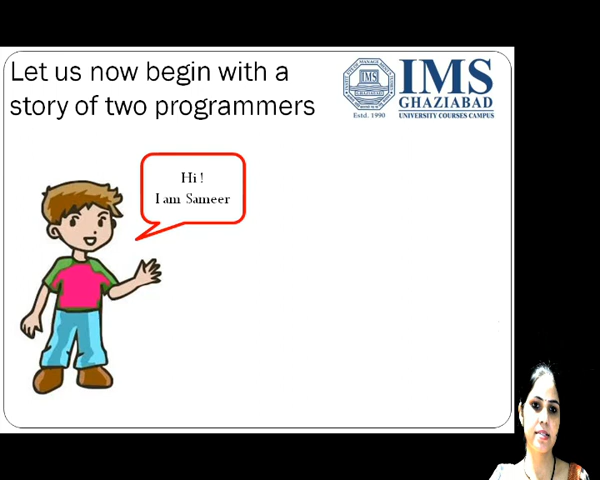 Let us now begin with a
story of two programmers
IMS
GHAZIABAD
Estd. 1990
UNIVERSITY COURSES CAMPUS
Hi !
I am Sameer